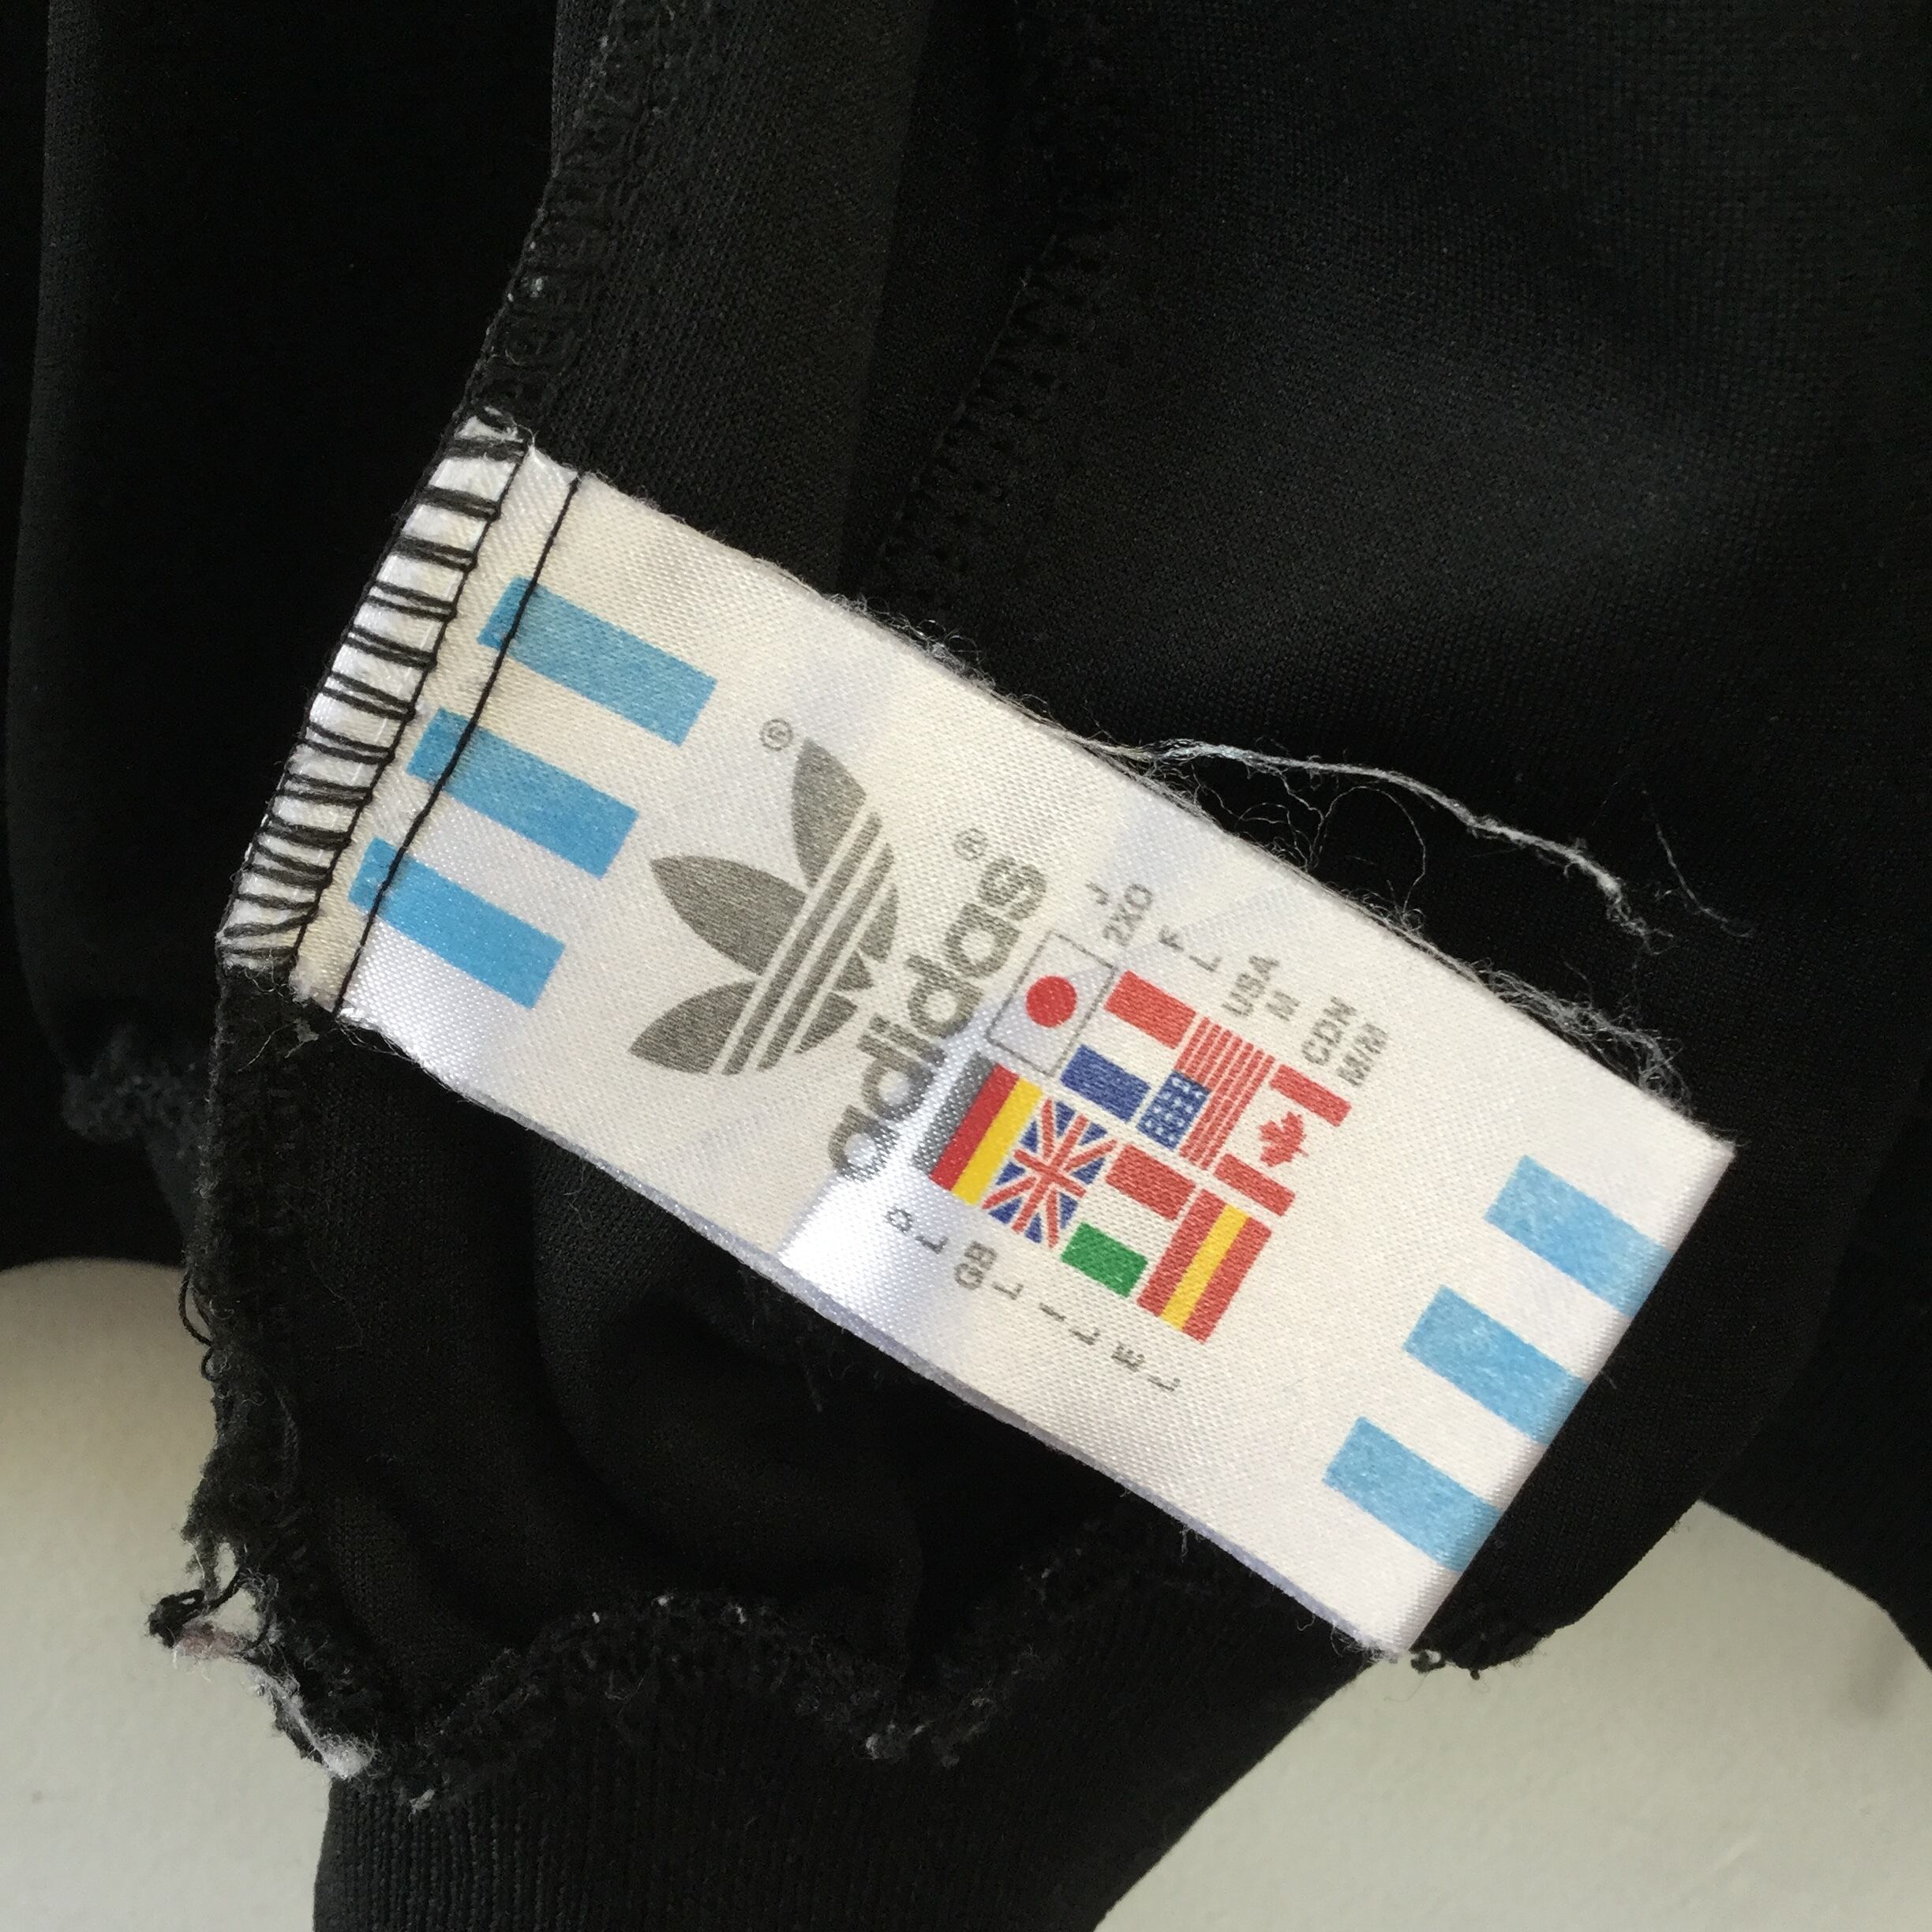 ®
adidas®
J F USA CDN
2XO L M M/M
D GB I E
L L L L